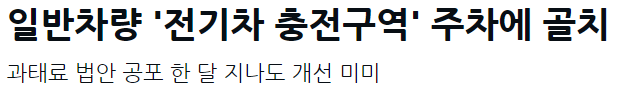 일반차량 '전기차 충전구역' 주차에 골치
과태료 법안 공포 한 달 지나도 개선 미미